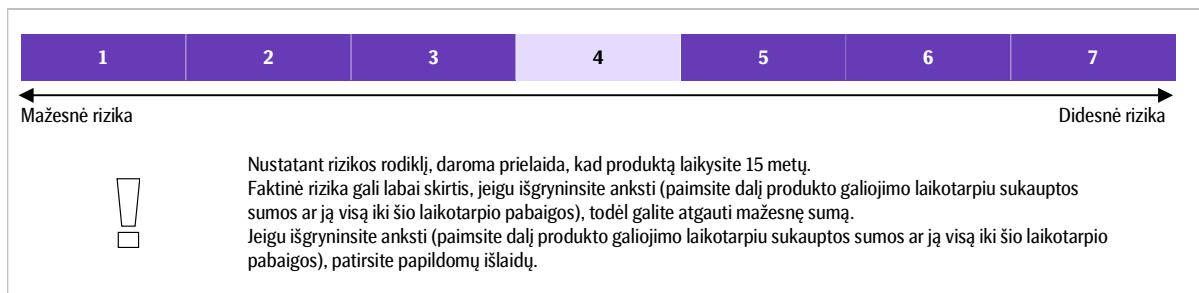 1 2 3 4 5 6 7
Mažesnė rizika Didesnė rizika
Nustatant rizikos rodiklį, daroma prielaida, kad produktą laikysite 15 metų.
Faktinė rizika gali labai skirtis, jeigu išgryninsite anksti (paimsite dalį produkto galiojimo laikotarpiu sukauptos
sumos ar ją visą iki šio laikotarpio pabaigos), todėl galite atgauti mažesnę sumą.
Jeigu išgryninsite anksti (paimsite dalį produkto galiojimo laikotarpiu sukauptos sumos ar ją visą iki šio laikotarpio
pabaigos), patirsite papildomų išlaidų.